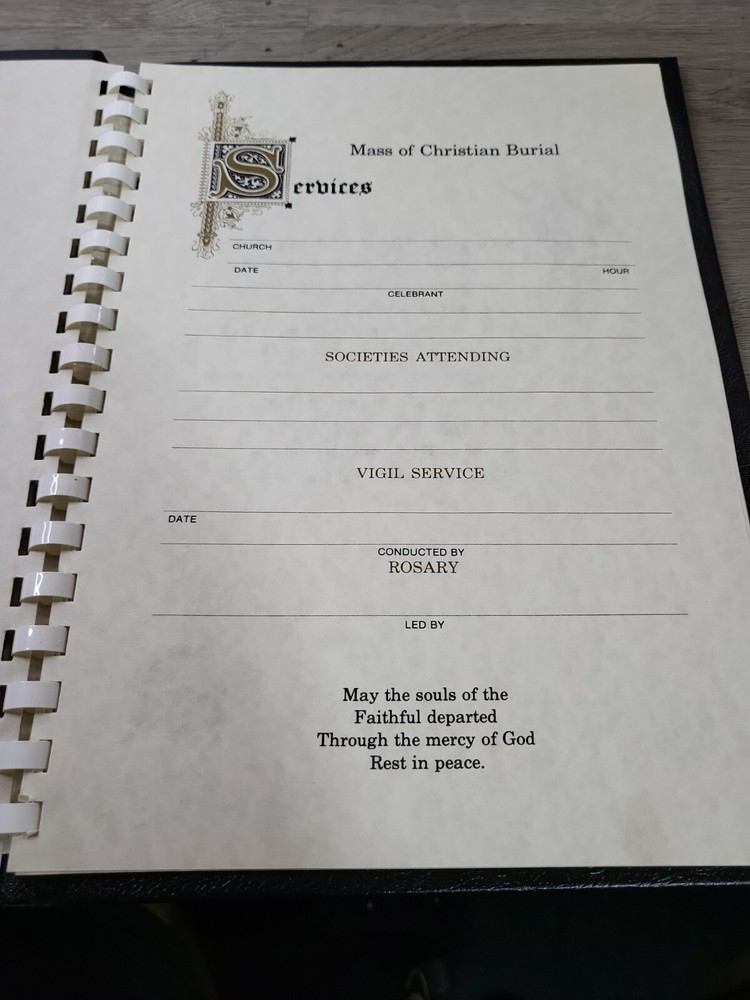 Mass of Christian Burial
Services
CHURCH
DATE HOUR
CELEBRANT
SOCIETIES ATTENDING
VIGIL SERVICE
DATE
CONDUCTED BY
ROSARY
LED BY
May the souls of the
Faithful departed
Through the mercy of God
Rest in peace.